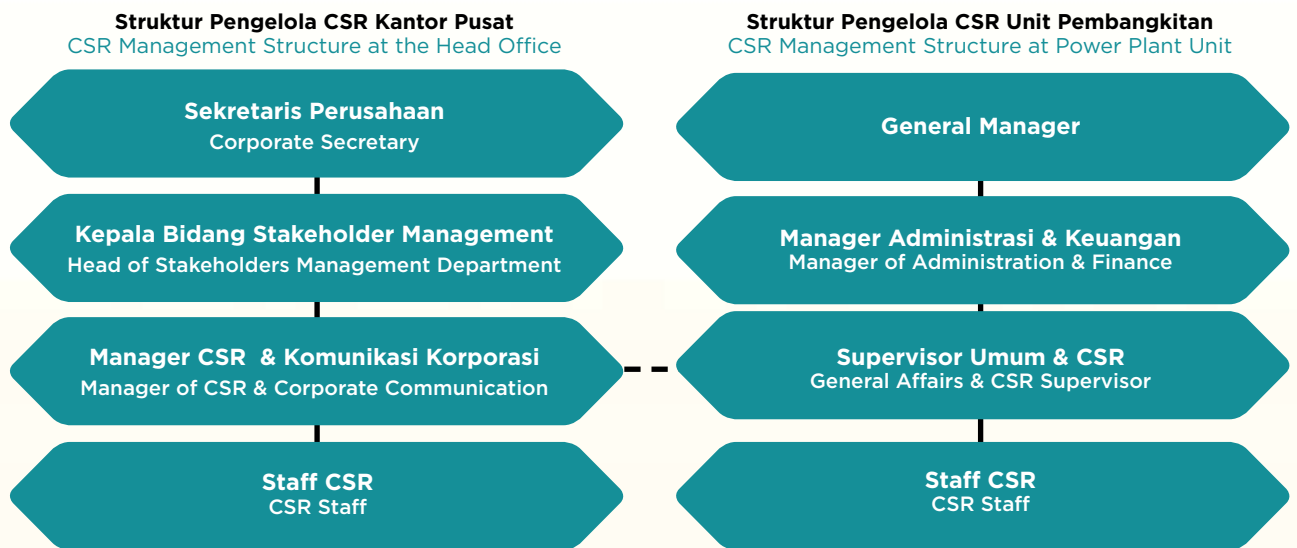 Struktur Pengelola CSR Kantor Pusat
CSR Management Structure at the Head Office
Sekretaris Perusahaan
Corporate Secretary
Kepala Bidang Stakeholder Management
Head of Stakeholders Management Department
Manager CSR & Komunikasi Korporasi
Manager of CSR & Corporate Communication
Staff CSR
CSR Staff
Struktur Pengelola CSR Unit Pembangkitan
CSR Management Structure at Power Plant Unit
General Manager
Manager Administrasi & Keuangan
Manager of Administration & Finance
Supervisor Umum & CSR
General Affairs & CSR Supervisor
Staff CSR
CSR Staff